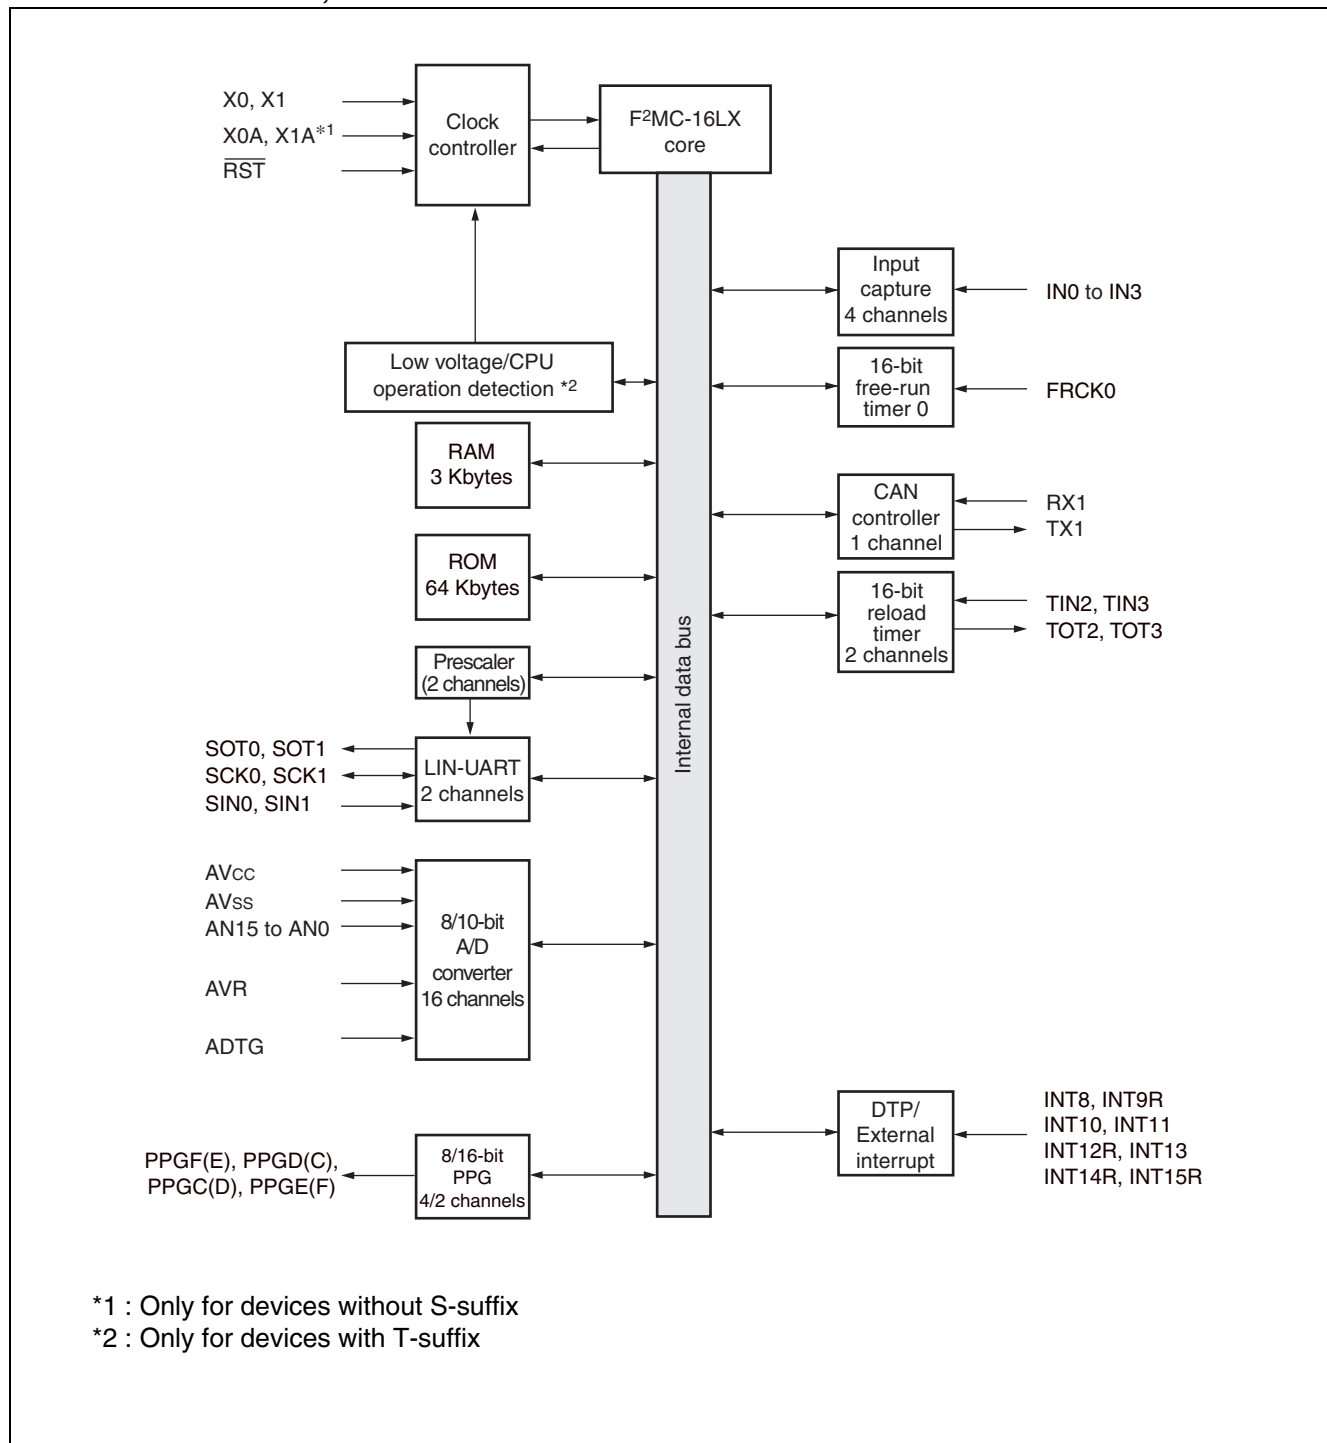 X0, X1
X0A, X1A*1
RST
Clock
controller
F2MC-16LX
core
Input
capture
4 channels
IN0 to IN3
Low voltage/CPU
operation detection *2
16-bit
free-run
timer 0
FRCK0
RAM
3 Kbytes
CAN
controller
1 channel
RX1
TX1
ROM
64 Kbytes
16-bit
reload
timer
2 channels
TIN2, TIN3
TOT2, TOT3
Internal data bus
Prescaler
(2 channels)
SOT0, SOT1
SCK0, SCK1
SIN0, SIN1
LIN-UART
2 channels
AVCC
AVSS
AN15 to AN0
AVR
ADTG
8/10-bit
A/D
converter
16 channels
DTP/
External
interrupt
INT8, INT9R
INT10, INT11
INT12R, INT13
INT14R, INT15R
PPGF(E), PPGD(C),
PPGC(D), PPGE(F)
8/16-bit
PPG
4/2 channels
*1 : Only for devices without S-suffix
*2 : Only for devices with T-suffix